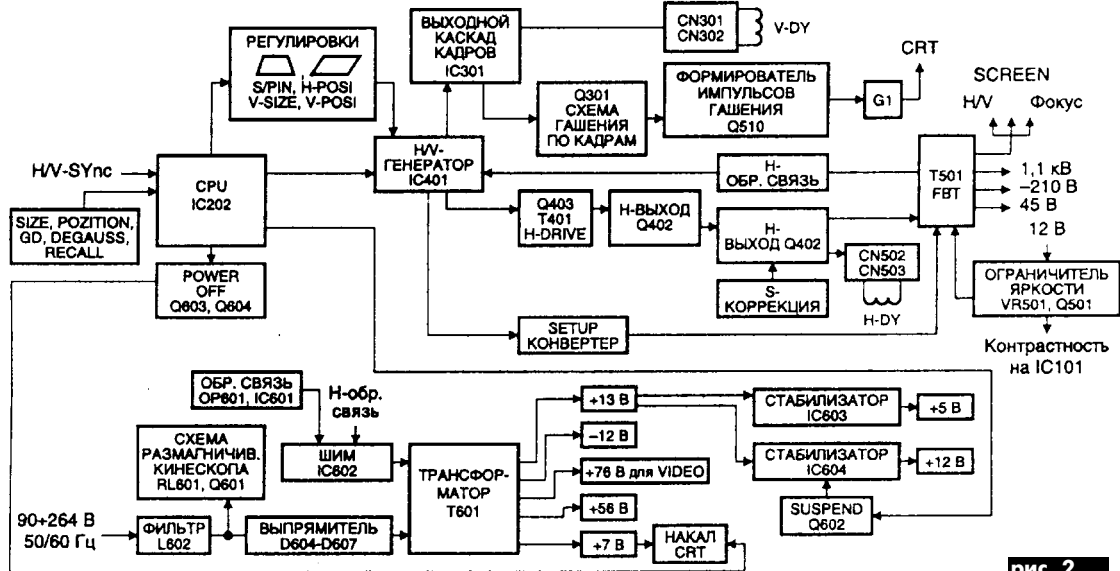 ВЫХОДНОЙ
КАСКАД
КАДРОВ
IC301
CN301
CN302
V-DY
РЕГУЛИРОВКИ
S/PIN, H-POSI
V-SIZE, V-POSI
Q301
СХЕМА
ГАШЕНИЯ
ПО КАДРАМ
ФОРМИРОВАТЕЛЬ
ИМПУЛЬСОВ
ГАШЕНИЯ
Q510
G1
CRT
SCREEN
H/V
Фокус
H/V-SYnc
CPU
IC202
H/V-
ГЕНЕРАТОР
IC401
H-
ОБР. СВЯЗЬ
T501
FBT
1,1 кВ
–210 В
45 В
12 В
SIZE, POZITION,
GD, DEGAUSS,
RECALL
Q403
T401
H-DRIVE
H-ВЫХОД
Q402
H-
ВЫХОД Q402
CN502
CN503
H-DY
POWER
OFF
Q603, Q604
S-
КОРРЕКЦИЯ
ОГРАНИЧИТЕЛЬ
ЯРКОСТИ
VR501, Q501
SETUP
КОНВЕРТЕР
Контрастность
на IC101
ОБР. СВЯЗЬ
OP601, IC601
Н-обр.
связь
СХЕМА
РАЗМАГНИЧИВ.
КИНЕСКОПА
RL601, Q601
ШИМ
IC602
ТРАНСФОР-
МАТОР
T601
+13 В
–12 В
+76 В для VIDEO
+56 В
+7 В
НАКАЛ
CRT
СТАБИЛИЗАТОР
IC603
+5 В
СТАБИЛИЗАТОР
IC604
+12 В
SUSPEND
Q602
90+264 В
50/60 Гц
ФИЛЬТР
L602
ВЫПРЯМИТЕЛЬ
D604-D607
рис. 2